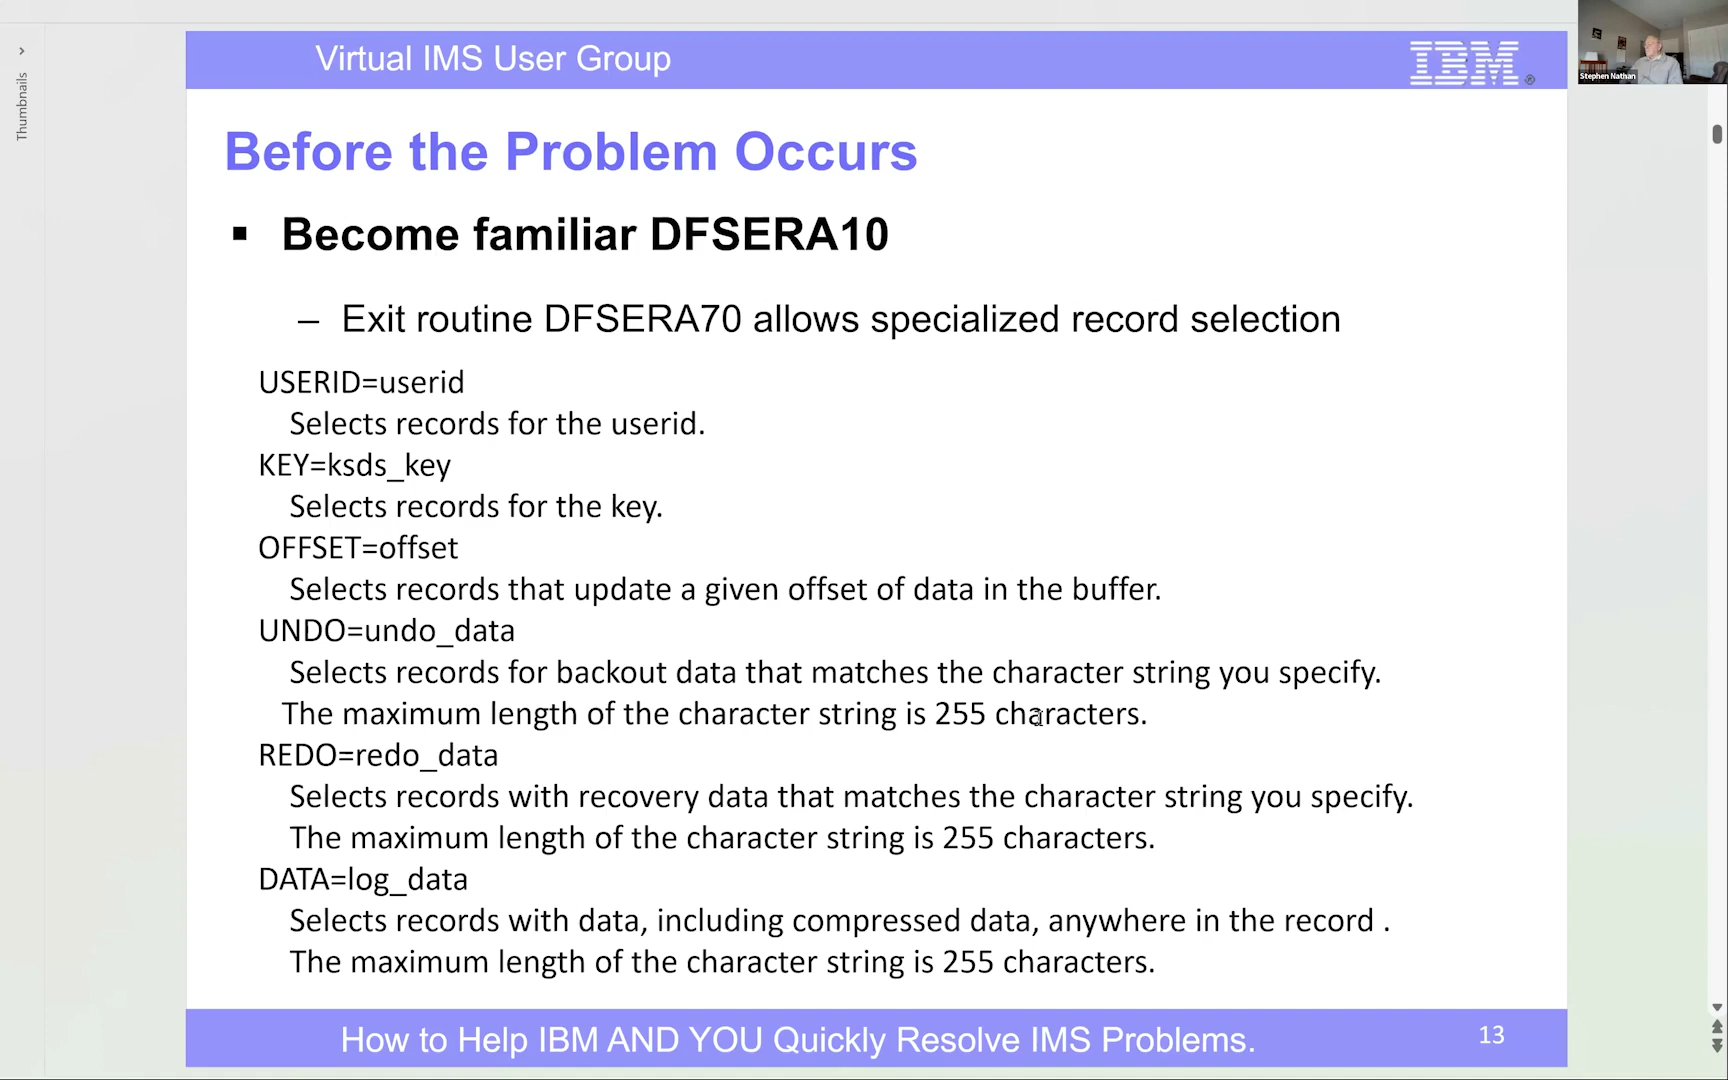 Thumbnails
Virtual IMS User Group
IBM®
Stephen Nathan
Before the Problem Occurs
▪ Become familiar DFSERA10
– Exit routine DFSERA70 allows specialized record selection
USERID=userid
Selects records for the userid.
KEY=ksds_key
Selects records for the key.
OFFSET=offset
Selects records that update a given offset of data in the buffer.
UNDO=undo_data
Selects records for backout data that matches the character string you specify.
The maximum length of the character string is 255 characters.
REDO=redo_data
Selects records with recovery data that matches the character string you specify.
The maximum length of the character string is 255 characters.
DATA=log_data
Selects records with data, including compressed data, anywhere in the record .
The maximum length of the character string is 255 characters.
How to Help IBM AND YOU Quickly Resolve IMS Problems.
13